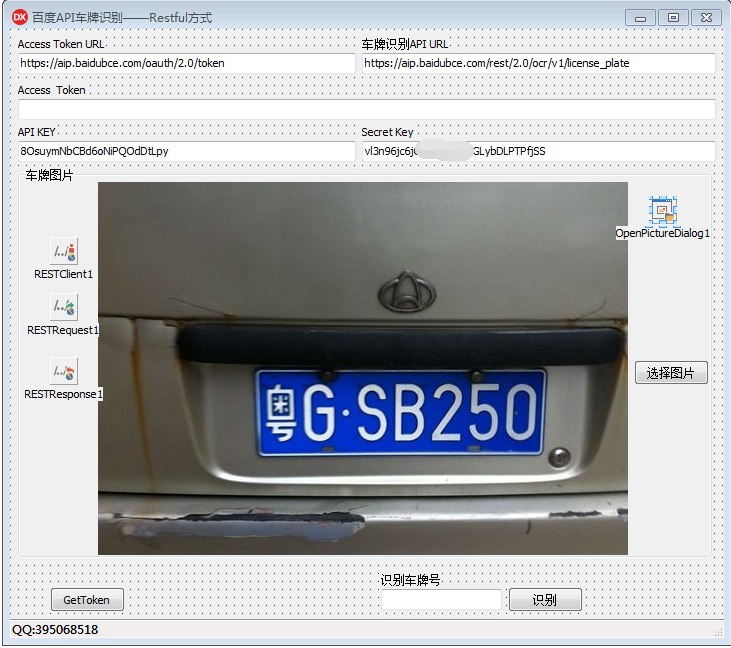 DX 百度API车牌识别——Restful方式
Access Token URL
车牌识别API URL
https://aip.baidubce.com/oauth/2.0/token
https://aip.baidubce.com/rest/2.0/ocr/v1/license_plate
Access Token
API KEY
Secret Key
8OsuymNbCBd6oNiPQOdDtLpy
GLybDLPTPfjSS
车牌图片
OpenPictureDialog1
RESTClient1
RESTRequest1
RESTResponse1
选择图片
粤G·SB250
识别车牌号
GetToken
识别
QQ:395068518